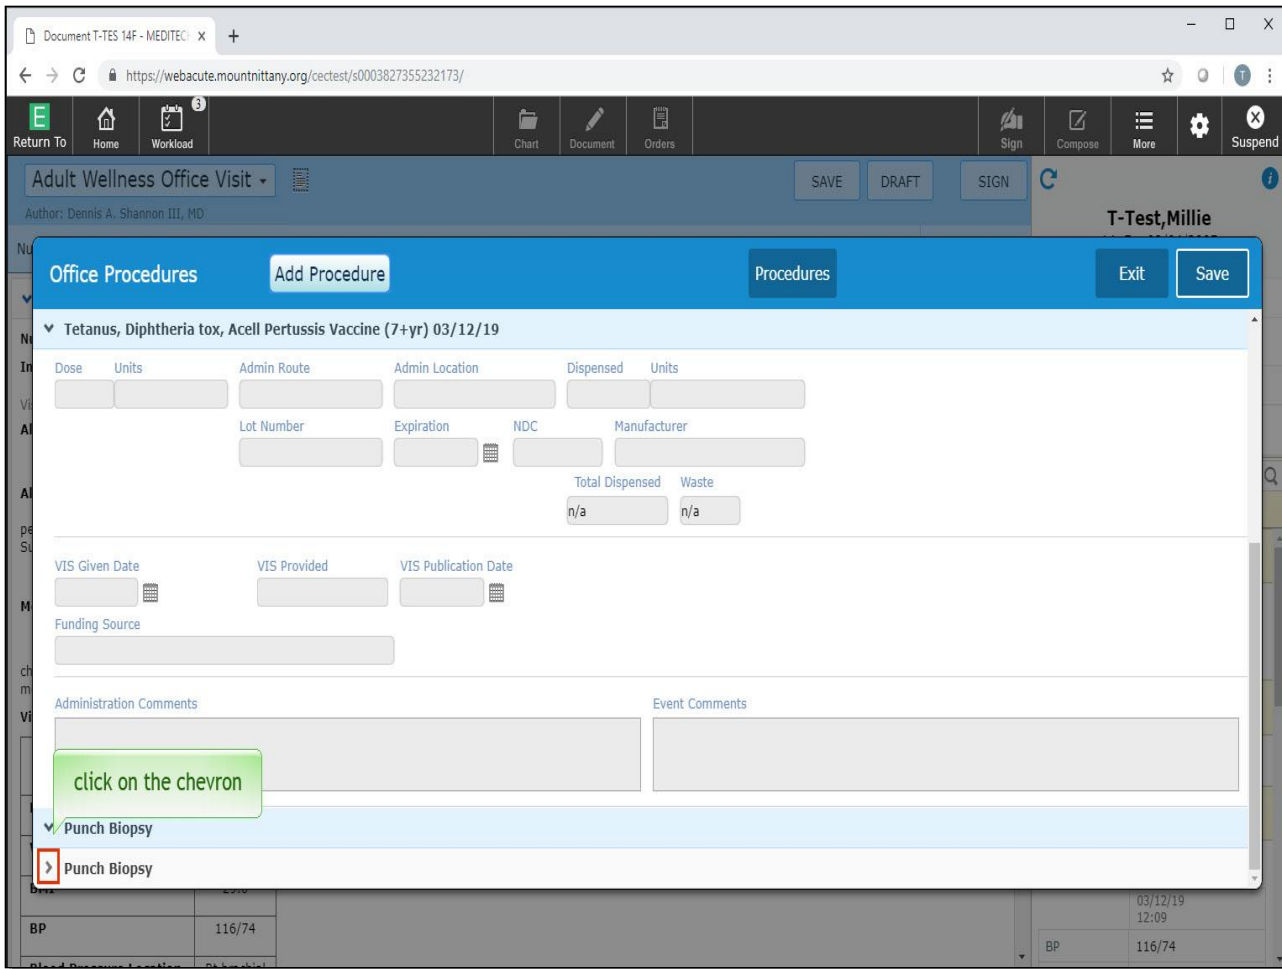 Document T-TES 14F - MEDITEC
https://webacute.mountnittany.org/cectest/s0003827355232173/
T
E
3
Return To
Home
Workload
Chart
Document
Orders
Sign
Compose
More
Suspend
Adult Wellness Office Visit
SAVE
DRAFT
SIGN
Author: Dennis A. Shannon III, MD
T-Test,Millie
Nu
Office Procedures
Add Procedure
Procedures
Exit
Save
Tetanus, Diphtheria tox, Acell Pertussis Vaccine (7+yr) 03/12/19
Dose Units Admin Route Admin Location Dispensed Units
Lot Number Expiration NDC Manufacturer
Total Dispensed Waste
n/a n/a
VIS Given Date VIS Provided VIS Publication Date
Funding Source
Administration Comments Event Comments
click on the chevron
Punch Biopsy
Punch Biopsy
03/12/19
12:09
BP 116/74
BP 116/74